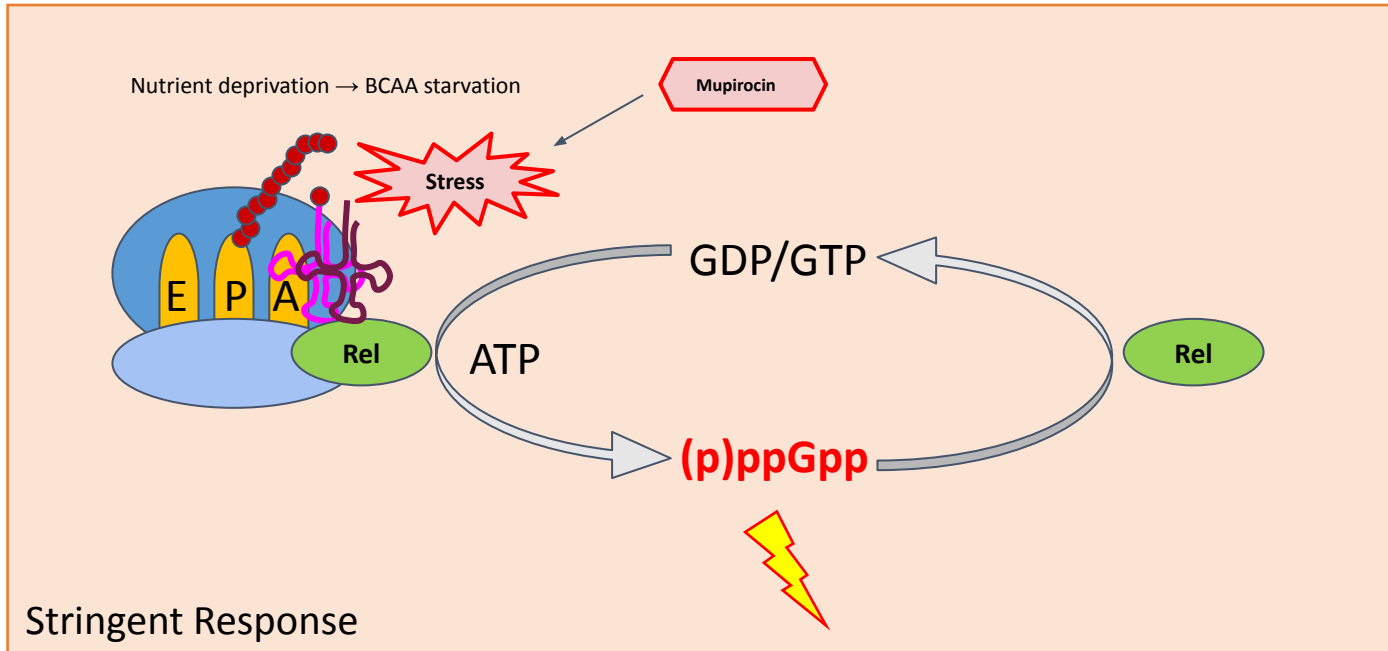 Nutrient deprivation → BCAA starvation
Mupirocin
Stress
GDP/GTP
E P A
Rel
ATP
Rel
(p)ppGpp
Stringent Response